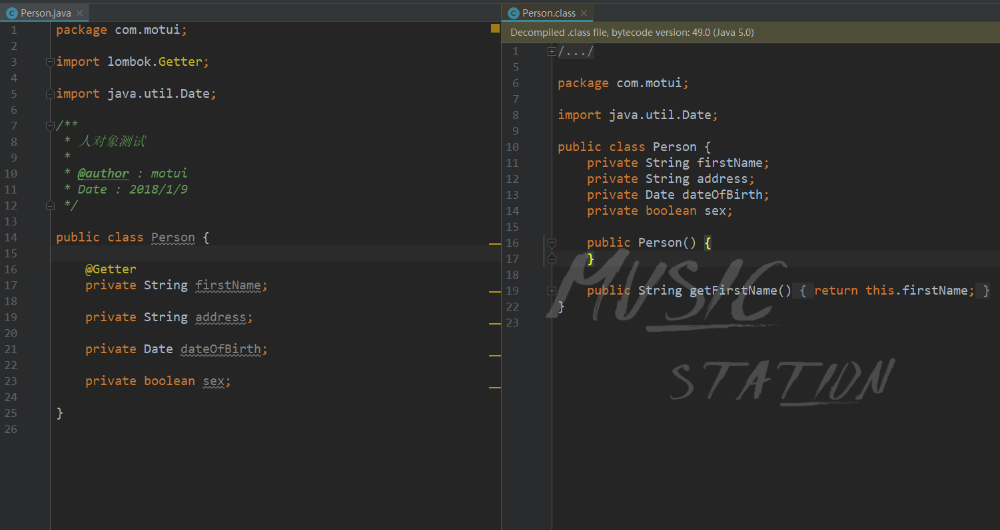 Person.java
1 package com.motui;
2
3 import lombok.Getter;
4
5 import java.util.Date;
6
7 /**
8 * 人对象测试
9 *
10 * @author : motui
11 * Date : 2018/1/9
12 */
13
14 public class Person {
15
16 @Getter
17 private String firstName;
18
19 private String address;
20
21 private Date dateOfBirth;
22
23 private boolean sex;
24
25 }
26
Person.class
Decompiled .class file, bytecode version: 49.0 (Java 5.0)
1 /.../
5
6 package com.motui;
7
8 import java.util.Date;
9
10 public class Person {
11 private String firstName;
12 private String address;
13 private Date dateOfBirth;
14 private boolean sex;
15
16 public Person() {
17 }
18
19 public String getFirstName() { return this.firstName; }
22 }
23
MUSIC
STATION